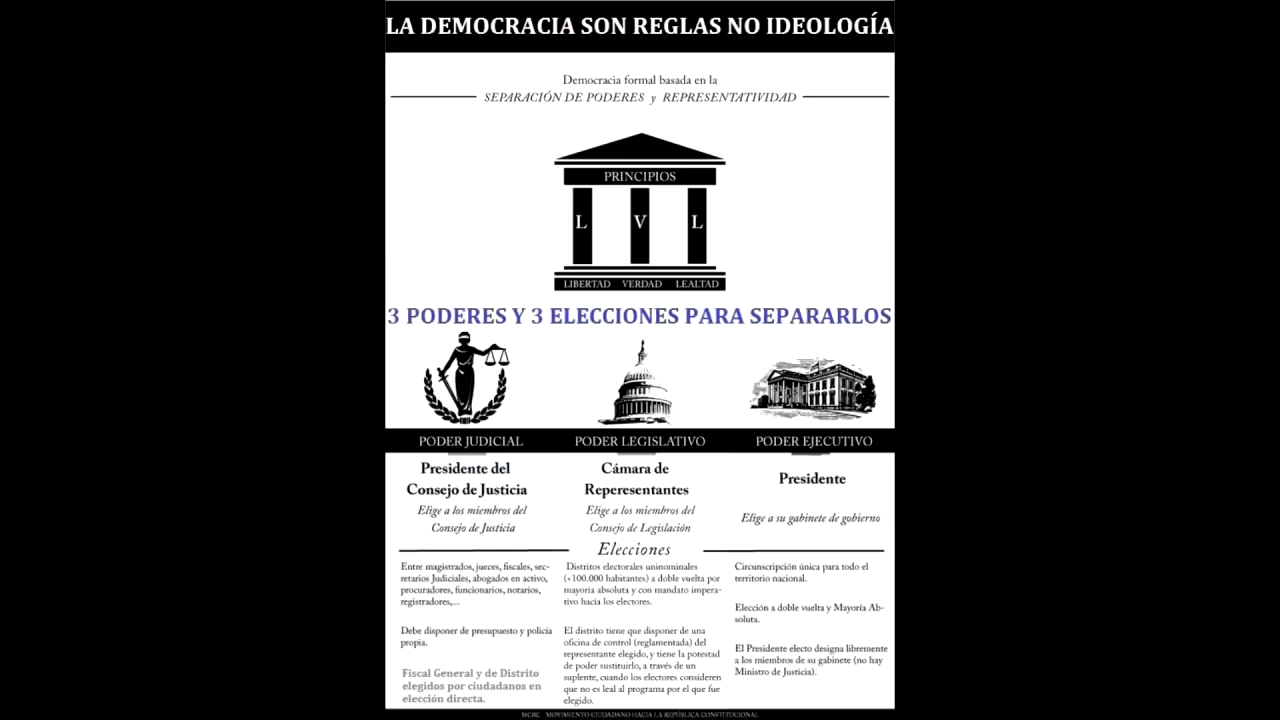 LA DEMOCRACIA SON REGLAS NO IDEOLOGÍA
Democracia formal basada en la
SEPARACIÓN DE PODERES y REPRESENTATIVIDAD
PRINCIPIOS
L V L
LIBERTAD VERDAD LEALTAD
3 PODERES Y 3 ELECCIONES PARA SEPARARLOS
PODER JUDICIAL
Presidente del
Consejo de Justicia
Elige a los miembros del
Consejo de Justicia
PODER LEGISLATIVO
Cámara de
Reperesentantes
Elige a los miembros del
Consejo de Legislación
PODER EJECUTIVO
Presidente
Elige a su gabinete de gobierno
Elecciones
Entre magistrados, jueces, fiscales, sec-
retarios Judiciales, abogados en activo,
procuradores, funcionarios, notarios,
registradores,...
Debe disponer de presupuesto y policía
propia.
Fiscal General y de Distrito
elegidos por ciudadanos en
elección directa.
Distritos electorales uninominales
(<100.000 habitantes) a doble vuelta por
mayoría absoluta y con mandato impera-
tivo hacia los electores.
El distrito tiene que disponer de una
oficina de control (reglamentada) del
representante elegido, y tiene la potestad
de poder sustituirlo, a través de un
suplente, cuando los electores consideren
que no es leal al programa por el que fue
elegido.
Circunscripción única para todo el
territorio nacional.
Elección a doble vuelta y Mayoría Ab-
soluta.
El Presidente electo designa libremente
a los miembros de su gabinete (no hay
Ministro de Justicia).
MCRC MOVIMIENTO CIUDADANO HACIA LA REPÚBLICA CONSTITUCIONAL